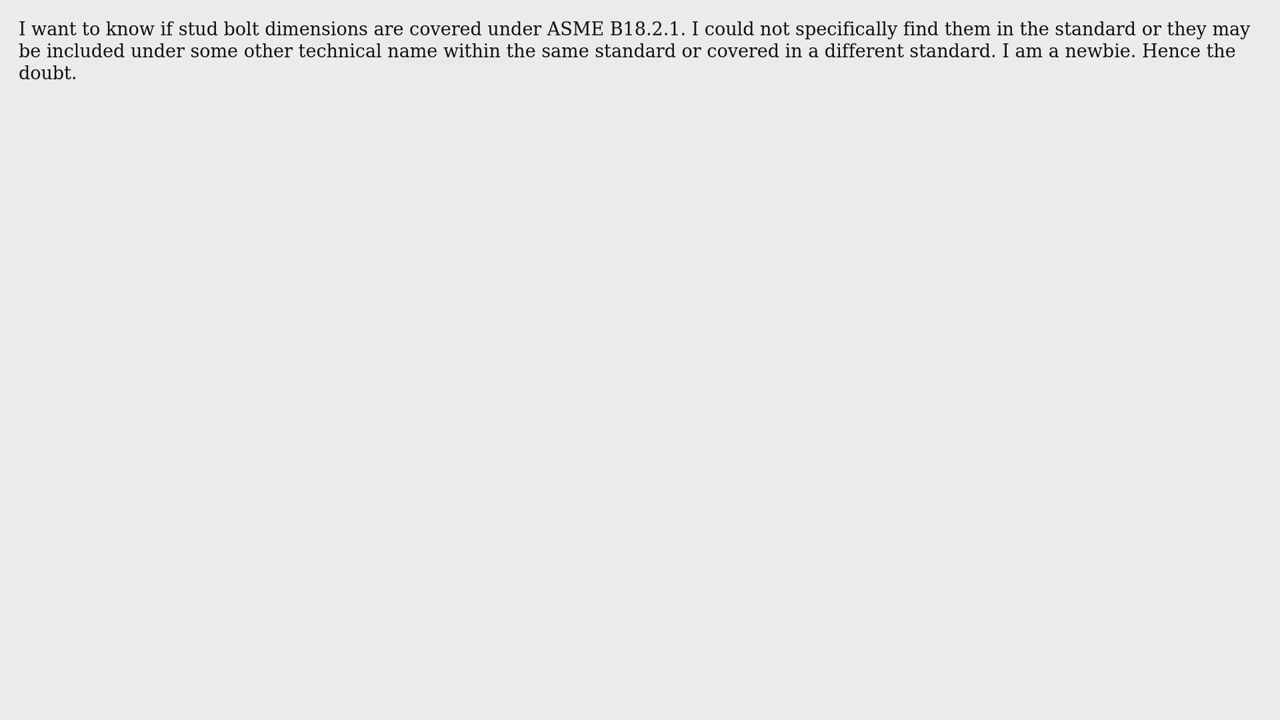 I want to know if stud bolt dimensions are covered under ASME B18.2.1. I could not specifically find them in the standard or they may
be included under some other technical name within the same standard or covered in a different standard. I am a newbie. Hence the
doubt.